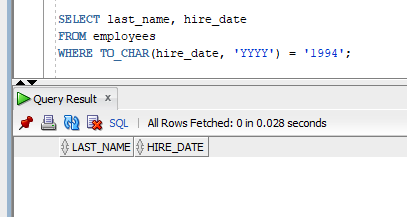 SELECT last_name, hire_date
FROM employees
WHERE TO_CHAR(hire_date, 'YYYY') = '1994';
Query Result x
SQL | All Rows Fetched: 0 in 0.028 seconds
LAST_NAME HIRE_DATE